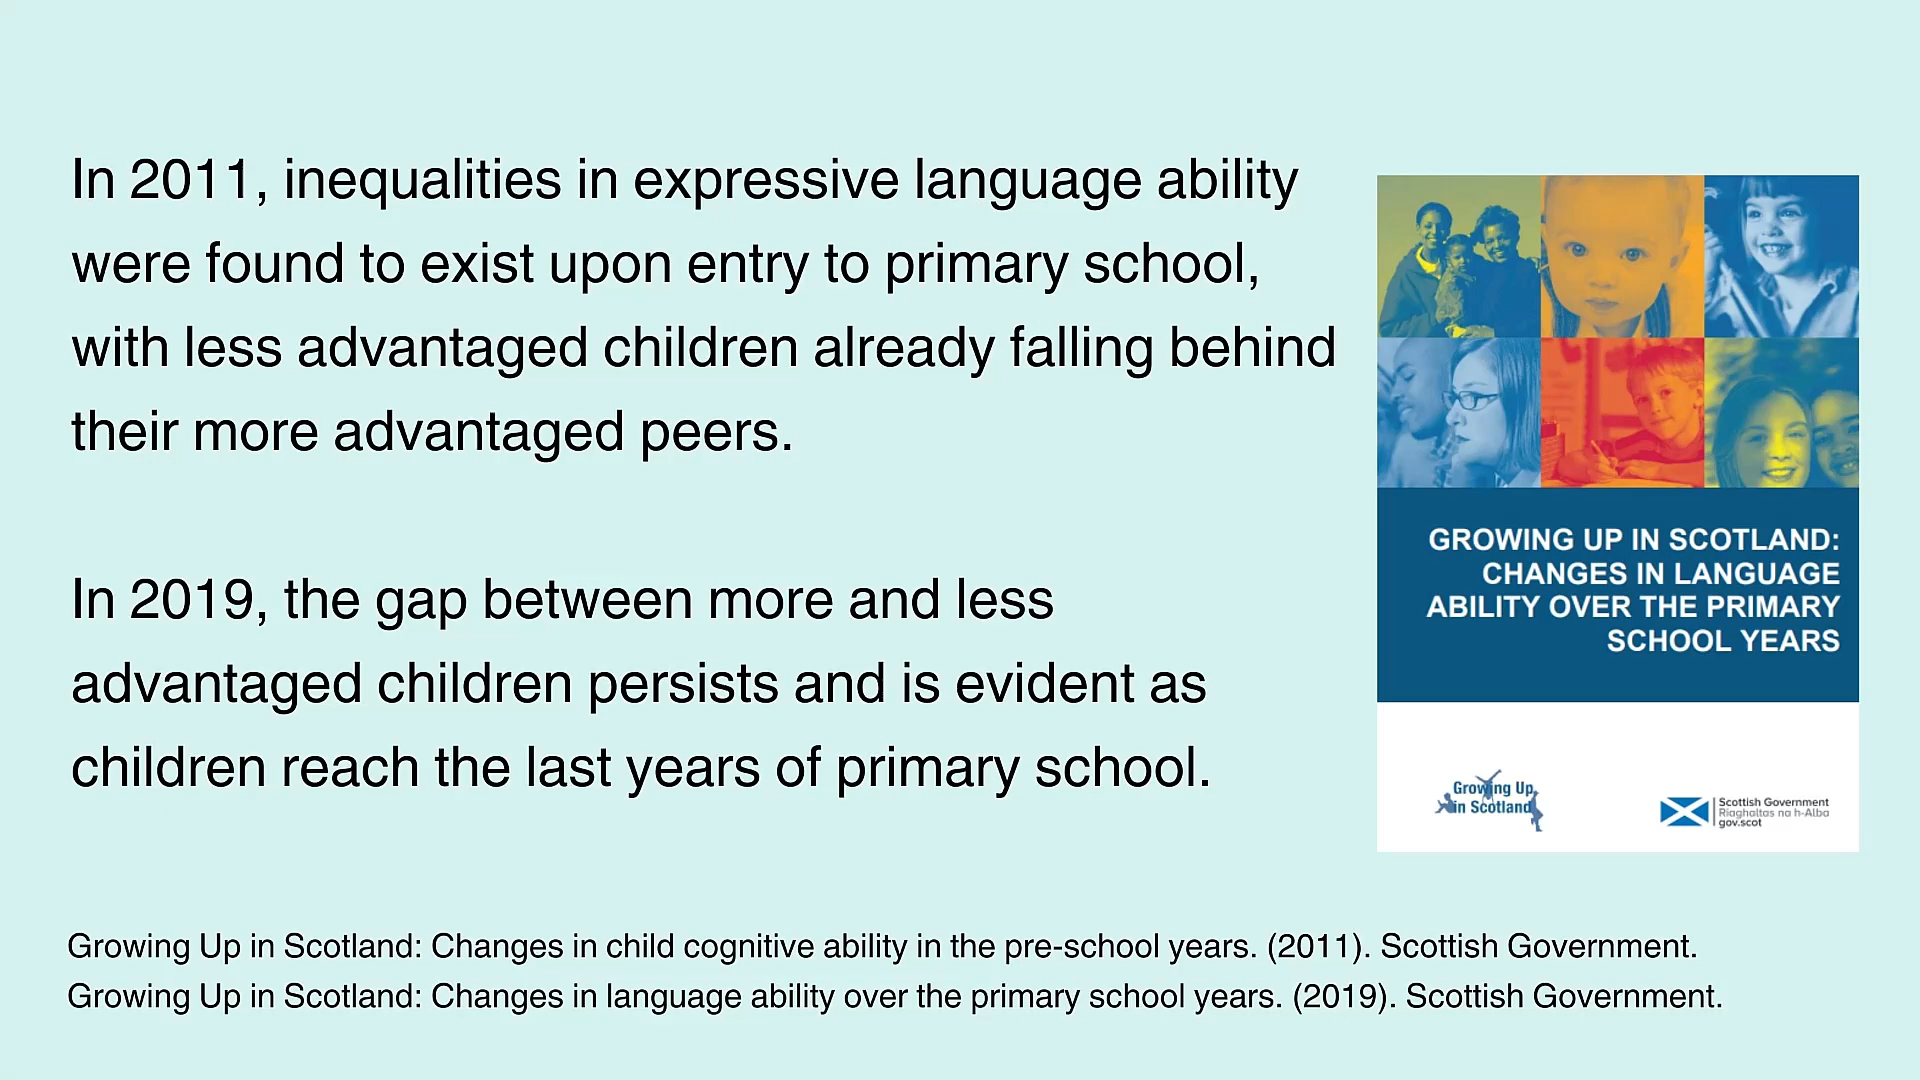 In 2011, inequalities in expressive language ability
were found to exist upon entry to primary school,
with less advantaged children already falling behind
their more advantaged peers.
In 2019, the gap between more and less
advantaged children persists and is evident as
children reach the last years of primary school.
GROWING UP IN SCOTLAND:
CHANGES IN LANGUAGE
ABILITY OVER THE PRIMARY
SCHOOL YEARS
Growing Up
in Scotland
Scottish Government
Riaghaltas na h-Alba
gov.scot
Growing Up in Scotland: Changes in child cognitive ability in the pre-school years. (2011). Scottish Government.
Growing Up in Scotland: Changes in language ability over the primary school years. (2019). Scottish Government.